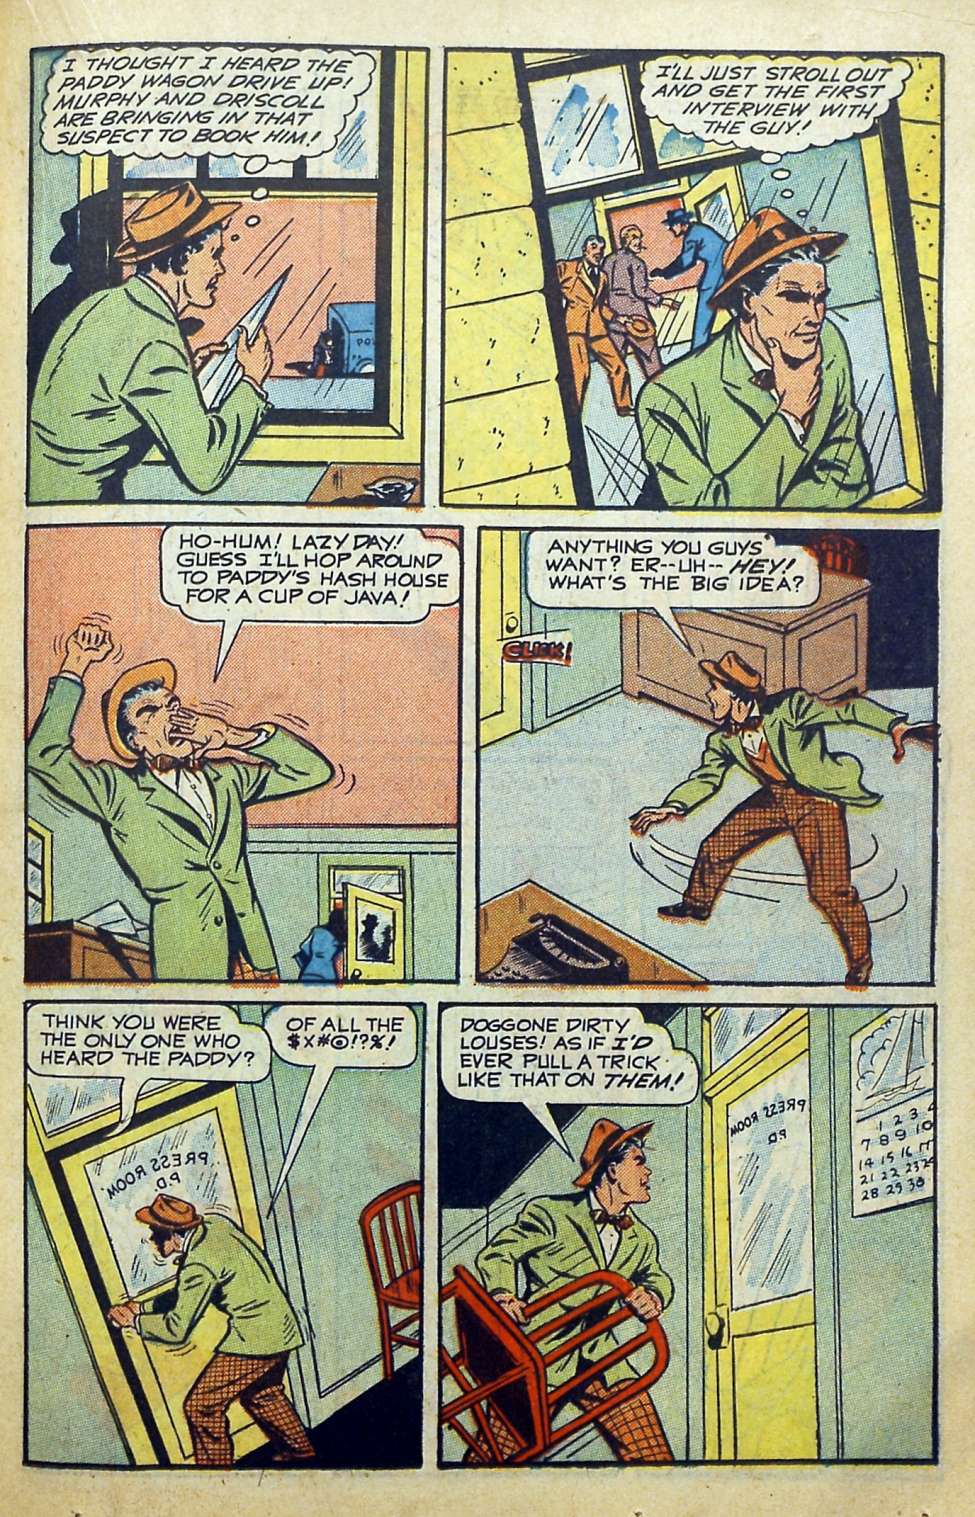 I THOUGHT I HEARD THE
PADDY WAGON DRIVE UP!
MURPHY AND DRISCOLL
ARE BRINGING IN THAT
SUSPECT TO BOOK HIM!
PO
I'LL JUST STROLL OUT
AND GET THE FIRST
INTERVIEW WITH
THE GUY!
HO-HUM! LAZY DAY!
GUESS I'LL HOP AROUND
TO PADDY'S HASH HOUSE
FOR A CUP OF JAVA!
ANYTHING YOU GUYS
WANT? ER--UH--HEY!
WHAT'S THE BIG IDEA?
CLICK!
THINK YOU WERE
THE ONLY ONE WHO
HEARD THE PADDY?
OF ALL THE
$X#@!?%!
PRESS ROOM
P.D.
DOGGONE DIRTY
LOUSES! AS IF I'D
EVER PULL A TRICK
LIKE THAT ON THEM!
PRESS ROOM
P.D.
1 2 3 4
7 8 9 10
14 15 16 17
21 22 23 24
28 29 30